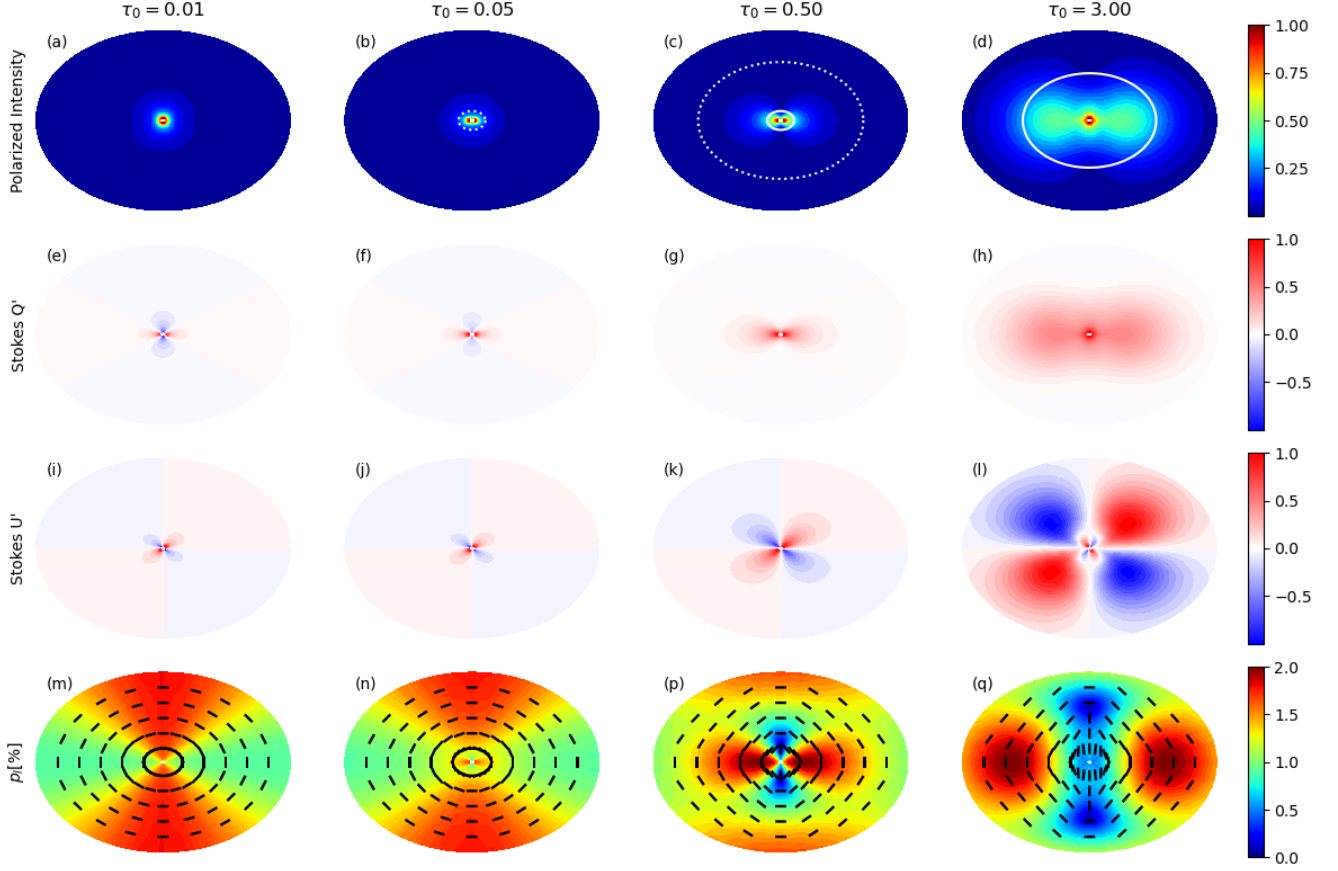 τ₀ = 0.01 τ₀ = 0.05 τ₀ = 0.50 τ₀ = 3.00
Polarized Intensity
(a) (b) (c) (d)
1.00
0.75
0.50
0.25
Stokes Q'
(e) (f) (g) (h)
1.0
0.5
0.0
−0.5
Stokes U'
(i) (j) (k) (l)
1.0
0.5
0.0
−0.5
pₗ[%]
(m) (n) (p) (q)
2.0
1.5
1.0
0.5
0.0